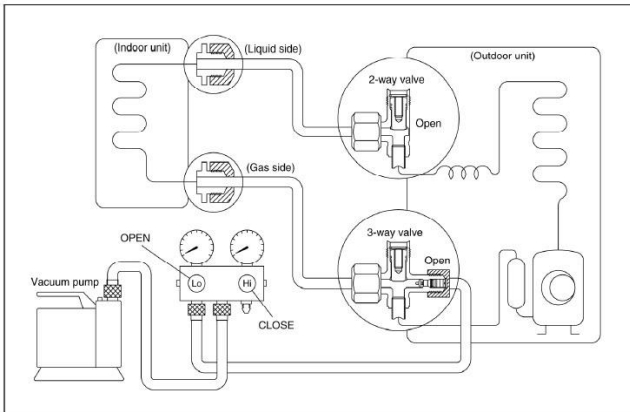 (Indoor unit)
(Liquid side)
(Outdoor unit)
2-way valve
Open
(Gas side)
3-way valve
OPEN
Open
Vacuum pump
Lo
Hi
CLOSE